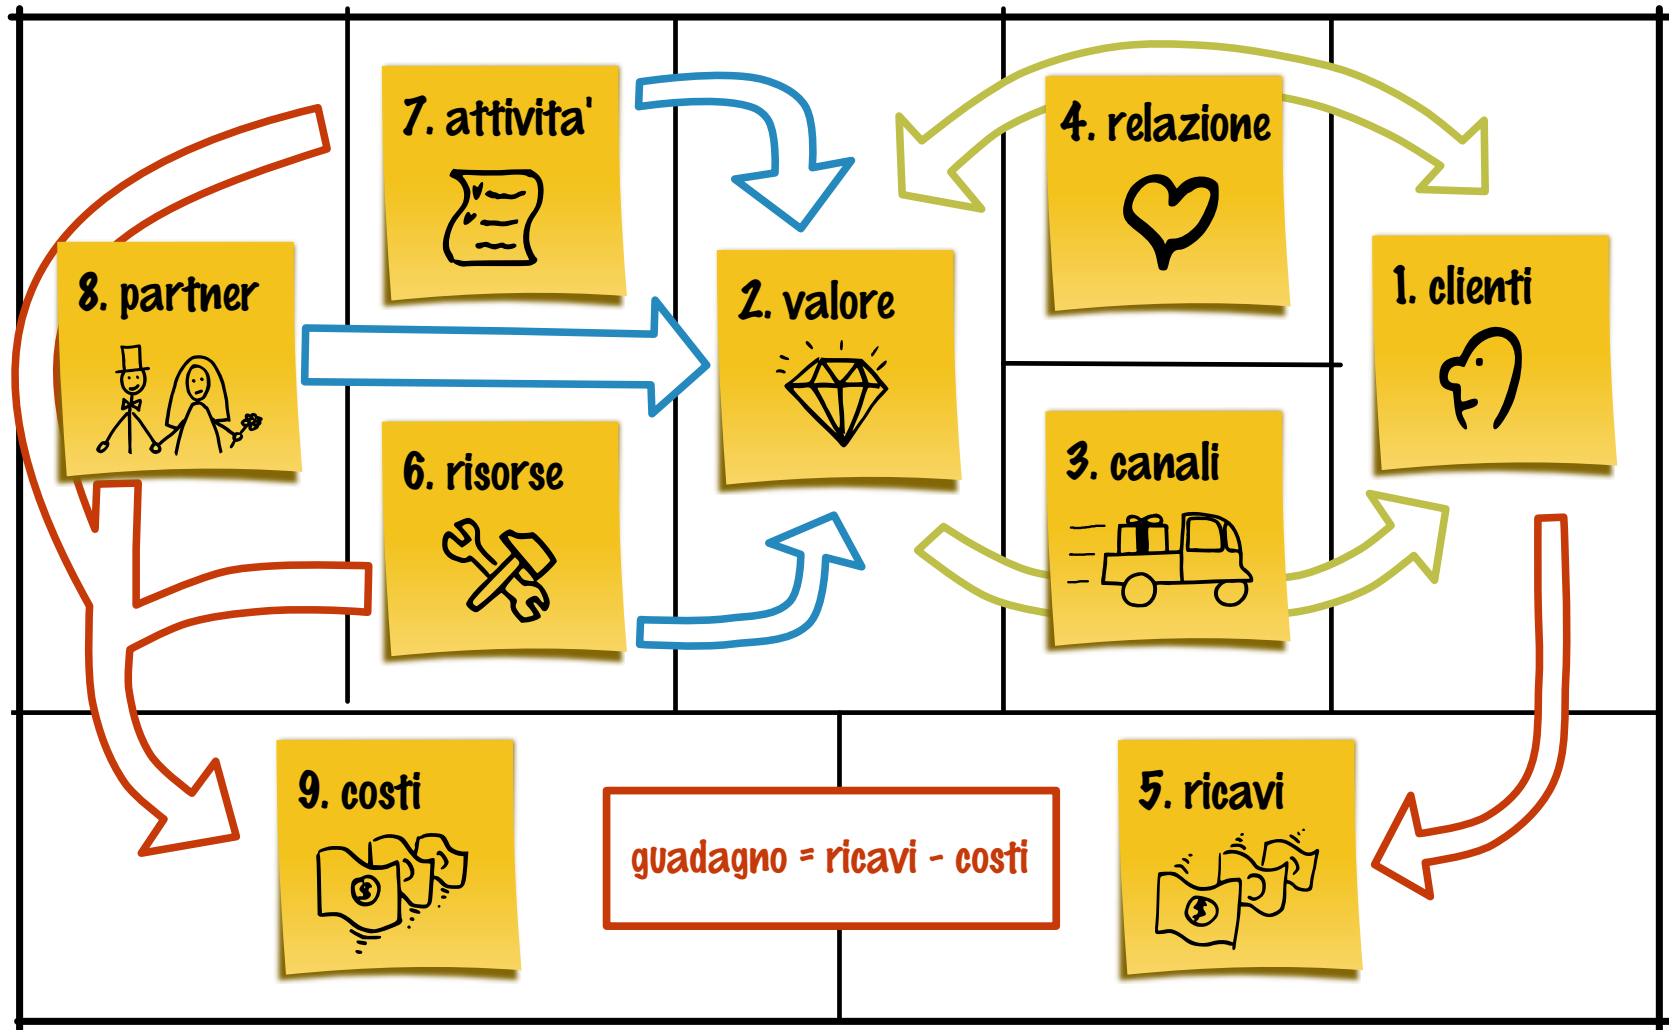 7. attivita'
4. relazione
8. partner
2. valore
1. clienti
6. risorse
3. canali
9. costi
guadagno = ricavi - costi
5. ricavi
$
$